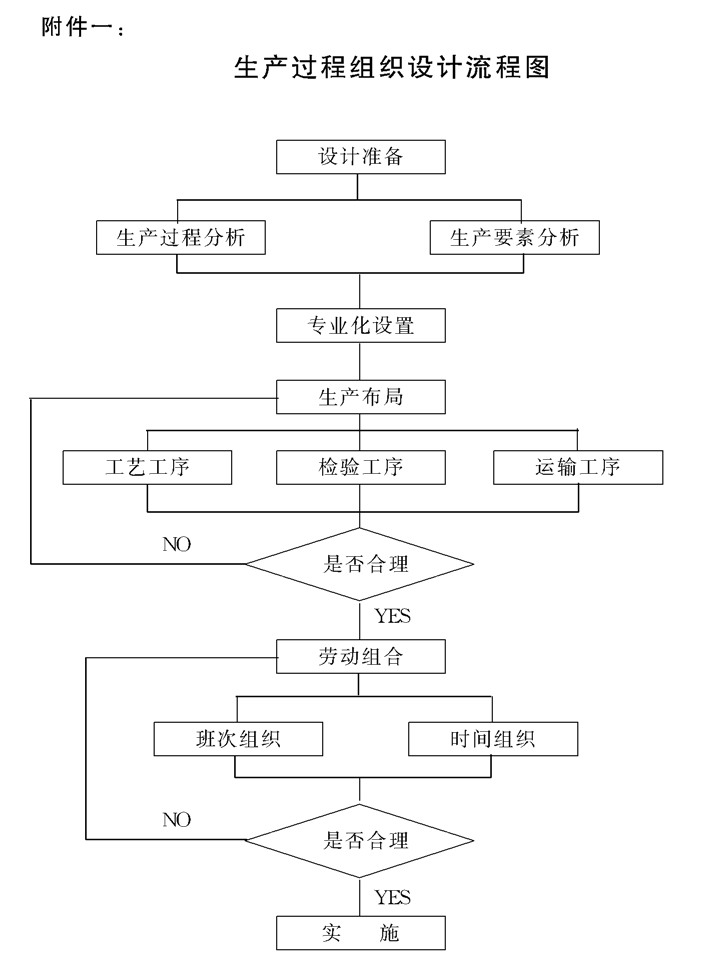 附件一：
生产过程组织设计流程图
设计准备
生产过程分析
生产要素分析
专业化设置
生产布局
工艺工序
检验工序
运输工序
NO
是否合理
YES
劳动组合
班次组织
时间组织
NO
是否合理
YES
实 施